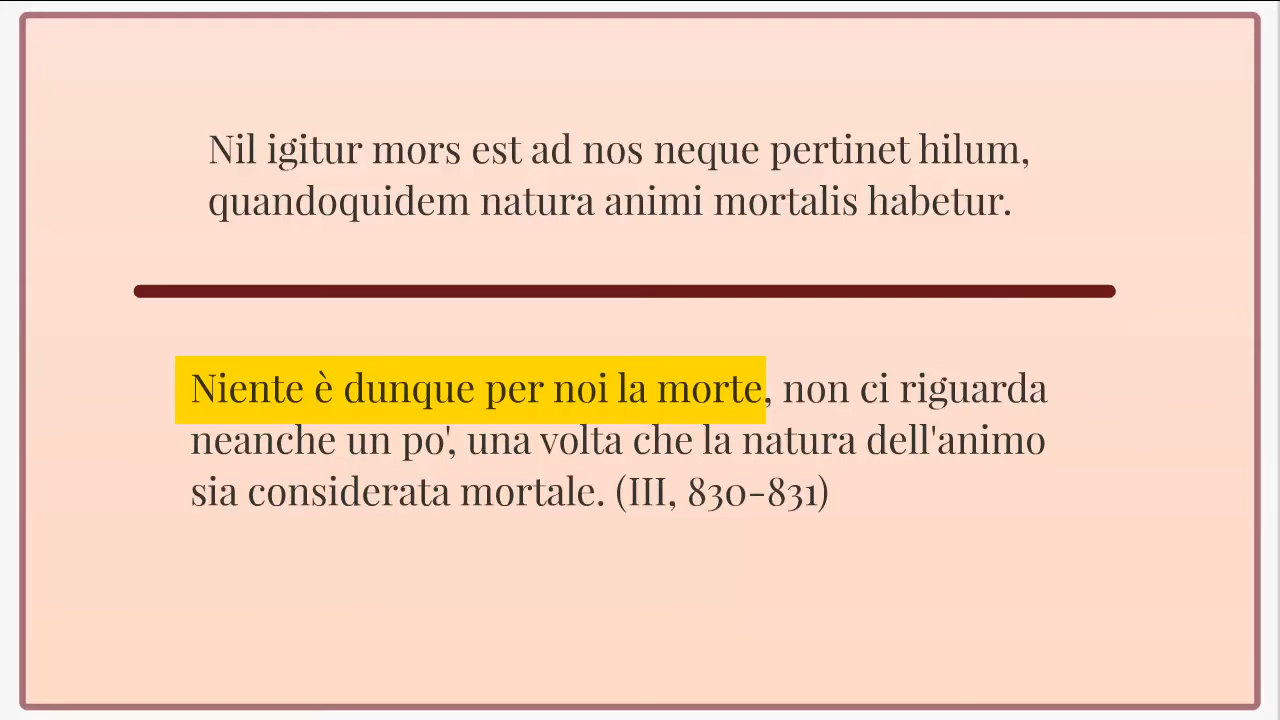 Nil igitur mors est ad nos neque pertinet hilum,
quandoquidem natura animi mortalis habetur.
Niente è dunque per noi la morte, non ci riguarda
neanche un po', una volta che la natura dell'animo
sia considerata mortale. (III, 830-831)